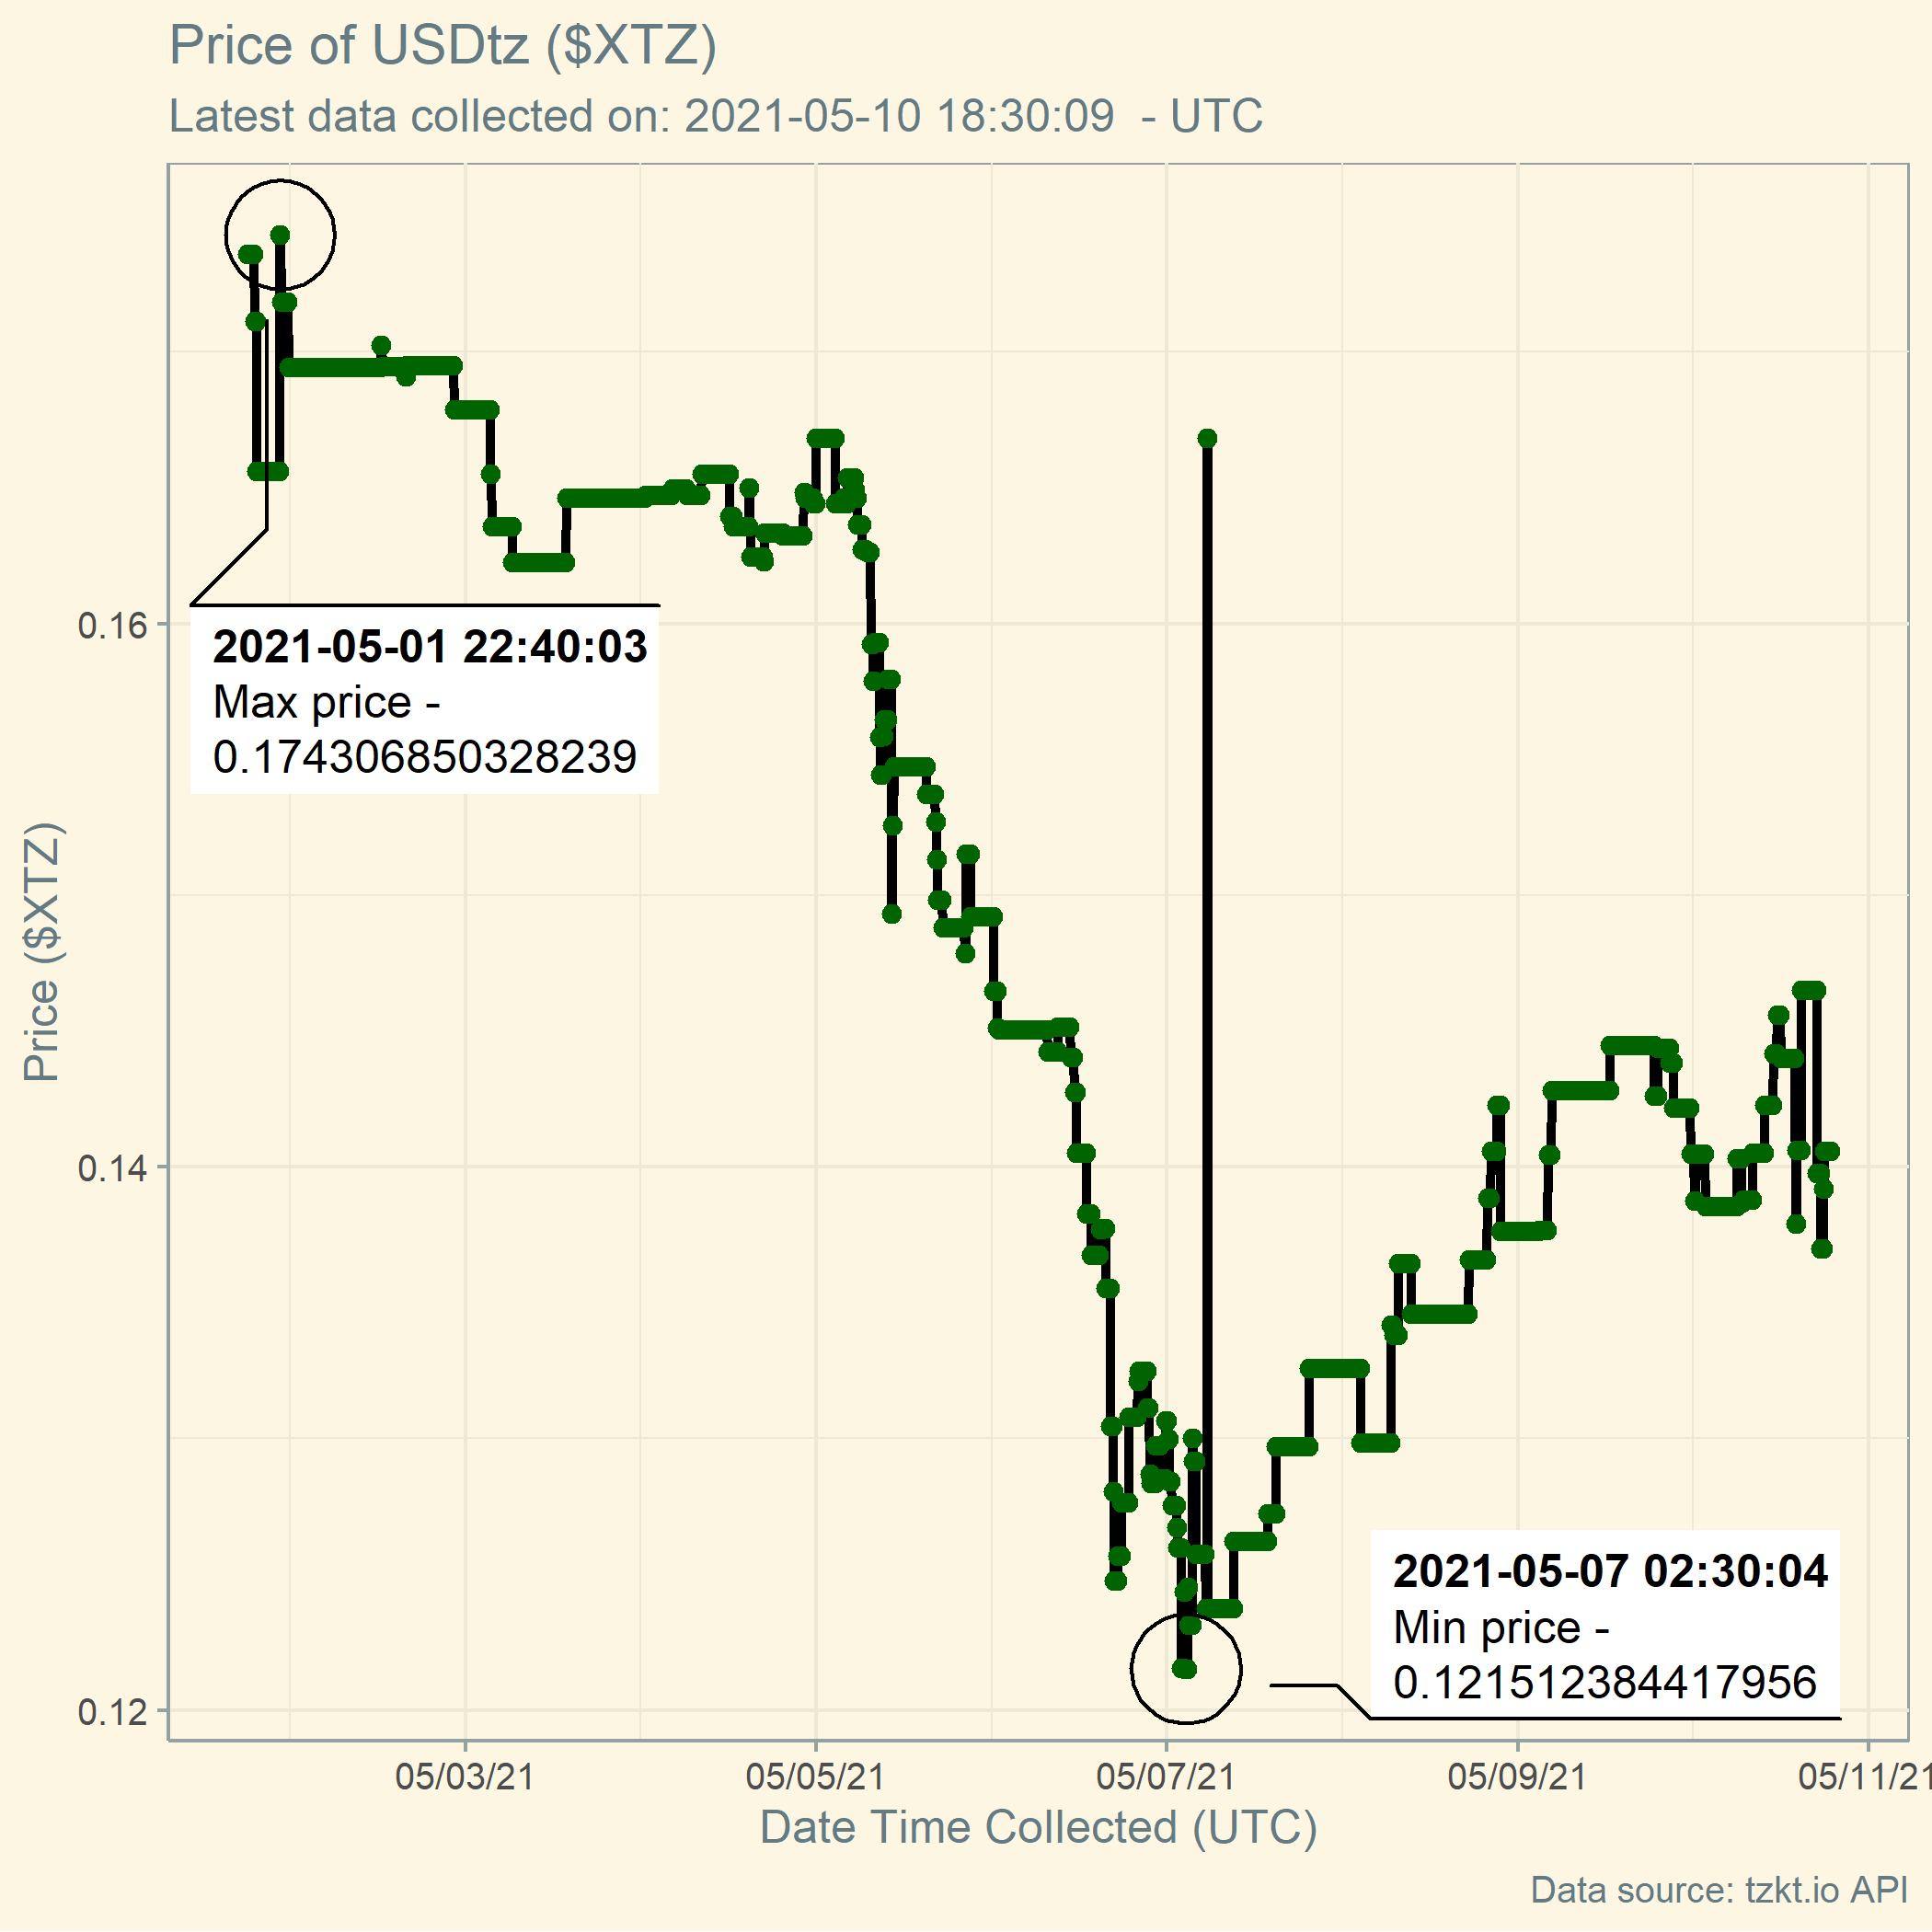 Price of USDtz ($XTZ)
Latest data collected on: 2021-05-10 18:30:09  - UTC
Price ($XTZ)
0.16
0.14
0.12
2021-05-01 22:40:03
Max price -
0.174306850328239
2021-05-07 02:30:04
Min price -
0.121512384417956
05/03/21
05/05/21
05/07/21
05/09/21
05/11/21
Date Time Collected (UTC)
Data source: tzkt.io API